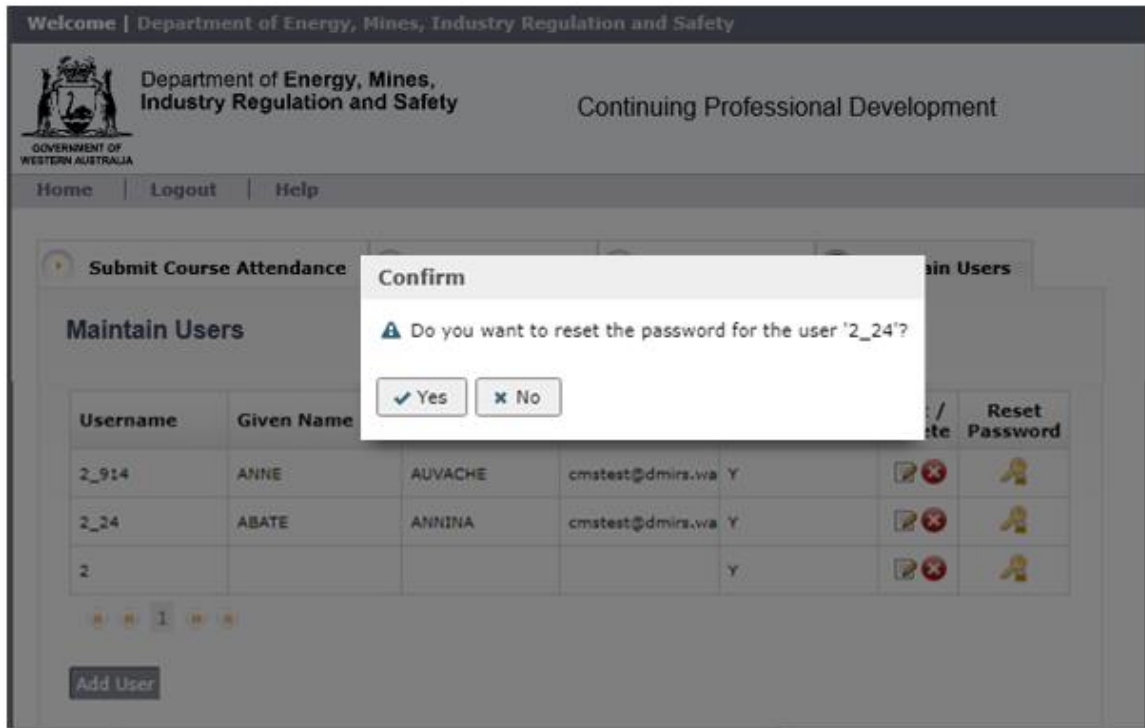 Welcome | Department of Energy, Mines, Industry Regulation and Safety
Department of Energy, Mines,
Industry Regulation and Safety
Continuing Professional Development
GOVERNMENT OF
WESTERN AUSTRALIA
Home | Logout | Help
Submit Course Attendance
ain Users
Confirm
Do you want to reset the password for the user '2_24'?
Yes No
Maintain Users
Username Given Name / te Reset Password
2_914 ANNE AUVACHE cmstest@dmirs.wa Y
2_24 ABATE ANNINA cmstest@dmirs.wa Y
2 Y
1
Add User